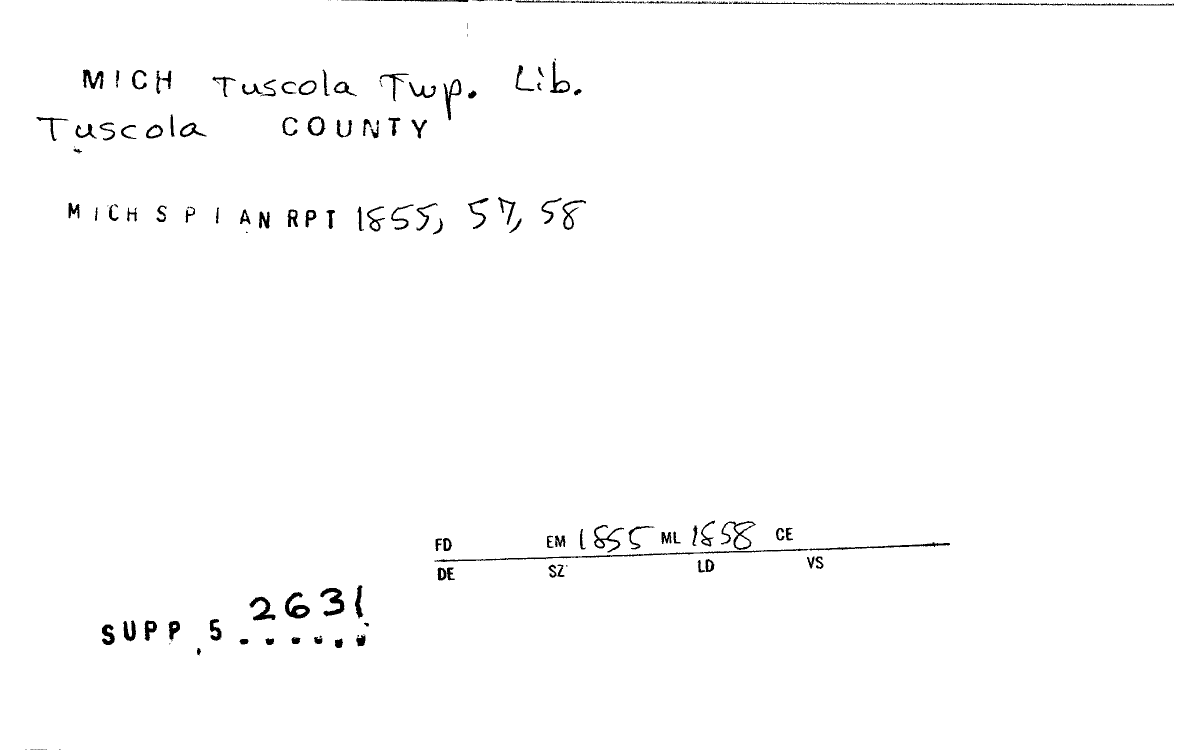 MICH Tuscola Twp. Lib.
Tuscola COUNTY
MICH S P I AN RPT 1855, 57, 58
FD EM 1855 ML 1858 CE
DE SZ LD VS
SUPP 5 2631